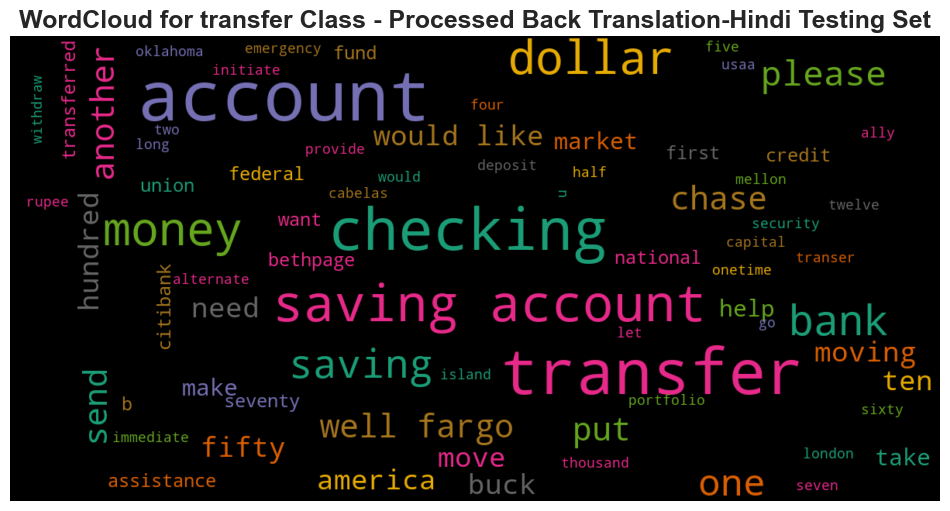 WordCloud for transfer Class - Processed Back Translation-Hindi Testing Set
withdraw
transferred
another
oklahoma
emergency
fund
initiate
account
two
long
dollar
four
five
usaa
please
would like
market
provide
deposit
half
first
credit
ally
union
federal
cabelas
would
u
chase
mellon
twelve
rupee
hundred
money
want
checking
security
capital
transer
bethpage
national
onetime
alternate
citibank
need
saving account
help
go
let
bank
saving
island
transfer
moving
ten
send
make
seventy
b
portfolio
sixty
immediate
fifty
well fargo
put
move
thousand
london
take
assistance
america
buck
one
seven